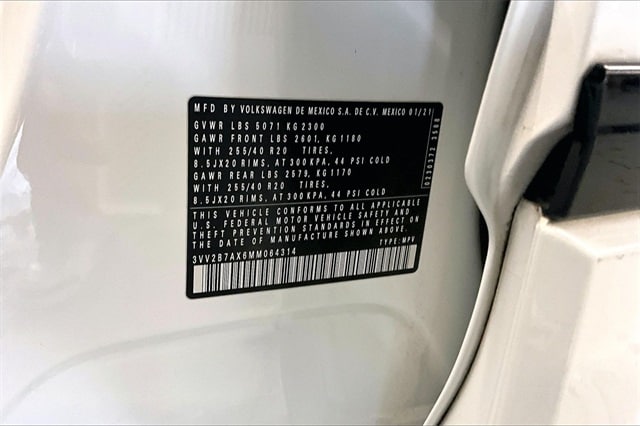 MFD BY VOLKSWAGEN DE MEXICO S.A. DE C.V. MEXICO 01/21
GVWR LBS 5071 KG 2300
GAWR FRONT LBS 2601, KG 1180
WITH 255/40 R20 TIRES,
8.5JX20 RIMS, AT 300 KPA, 44 PSI COLD
GAWR REAR LBS 2579, KG 1170
WITH 255/40 R20 TIRES,
8.5JX20 RIMS, AT 300 KPA, 44 PSI COLD
THIS VEHICLE CONFORMS TO ALL APPLICABLE
U.S. FEDERAL MOTOR VEHICLE SAFETY AND
THEFT PREVENTION STANDARDS IN EFFECT ON
THE DATE OF MANUFACTURE SHOWN ABOVE.
3VV2B7AX6MM064314 TYPE: MPV